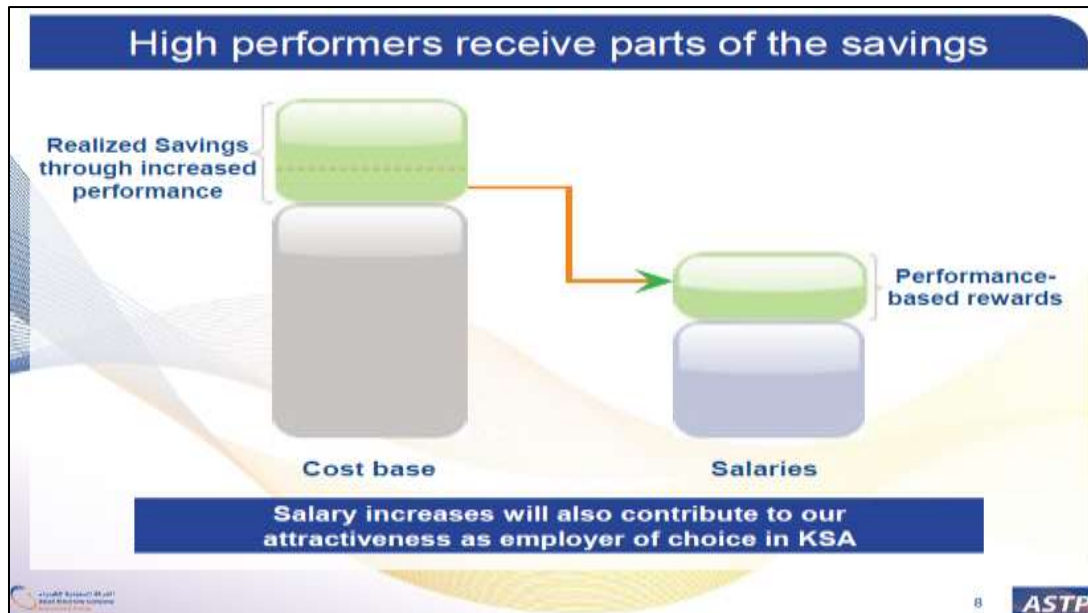 High performers receive parts of the savings
Realized Savings
through increased
performance
Performance-
based rewards
Cost base
Salaries
Salary increases will also contribute to our
attractiveness as employer of choice in KSA
8